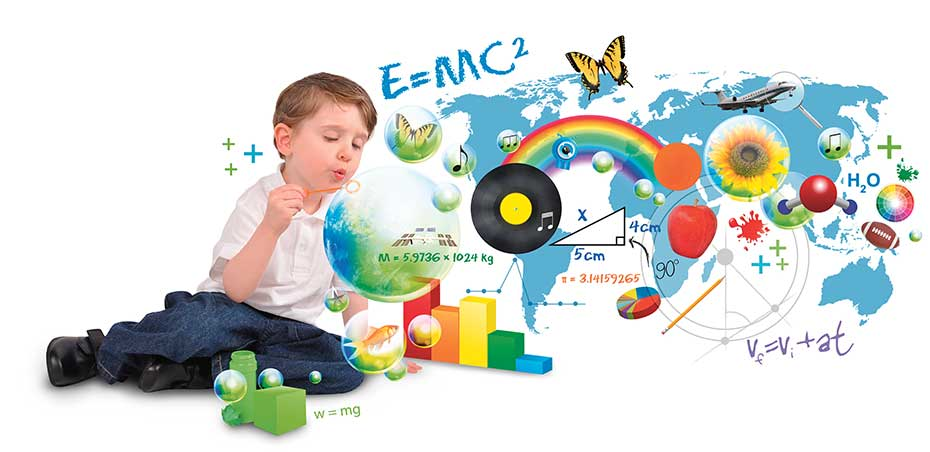 E=MC²
H₂O
X
4cm
5cm
M = 5.9736 × 1024 kg
90°
π = 3.14159265
Vf=Vi+at
w = mg